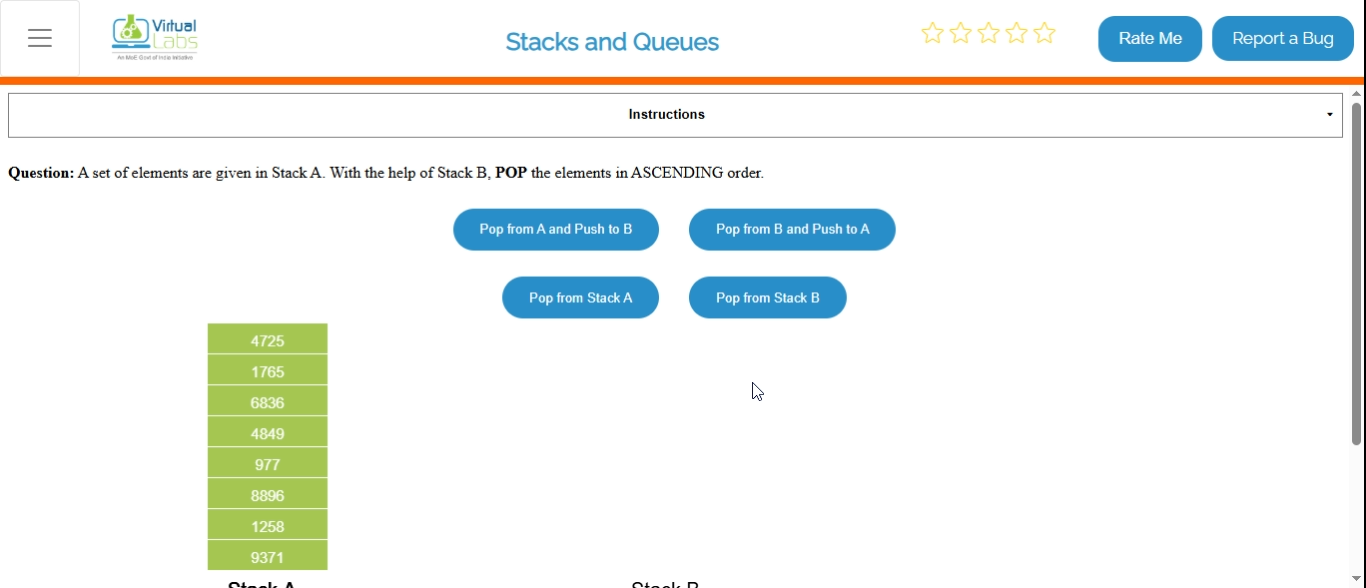 Virtual
Labs
An MoE Govt of India Initiative
Stacks and Queues
Rate Me
Report a Bug
Instructions
Question: A set of elements are given in Stack A. With the help of Stack B, POP the elements in ASCENDING order.
Pop from A and Push to B
Pop from B and Push to A
Pop from Stack A
Pop from Stack B
4725
1765
6836
4849
977
8896
1258
9371
Stack A
Stack B